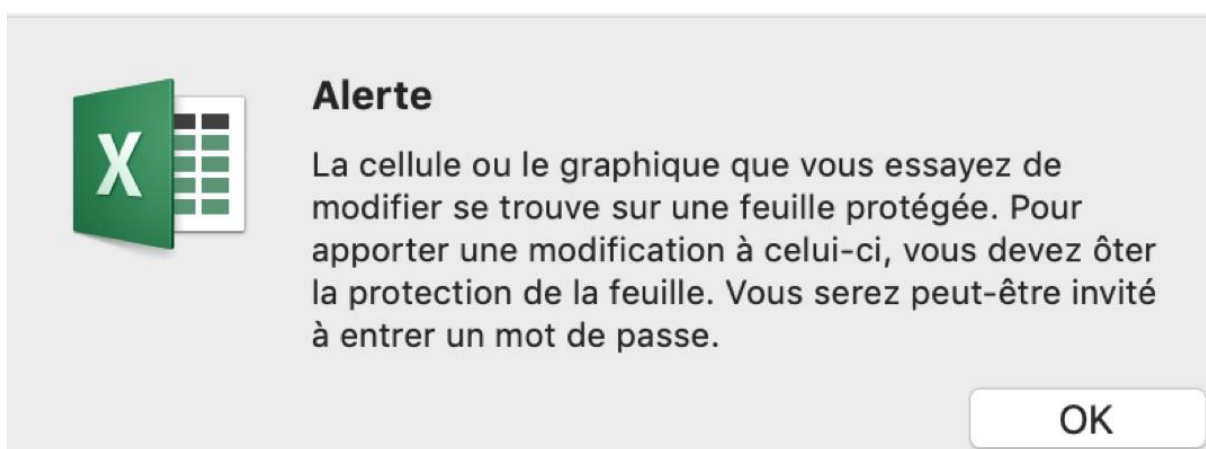 Alerte
La cellule ou le graphique que vous essayez de
modifier se trouve sur une feuille protégée. Pour
apporter une modification à celui-ci, vous devez ôter
la protection de la feuille. Vous serez peut-être invité
à entrer un mot de passe.
X
OK